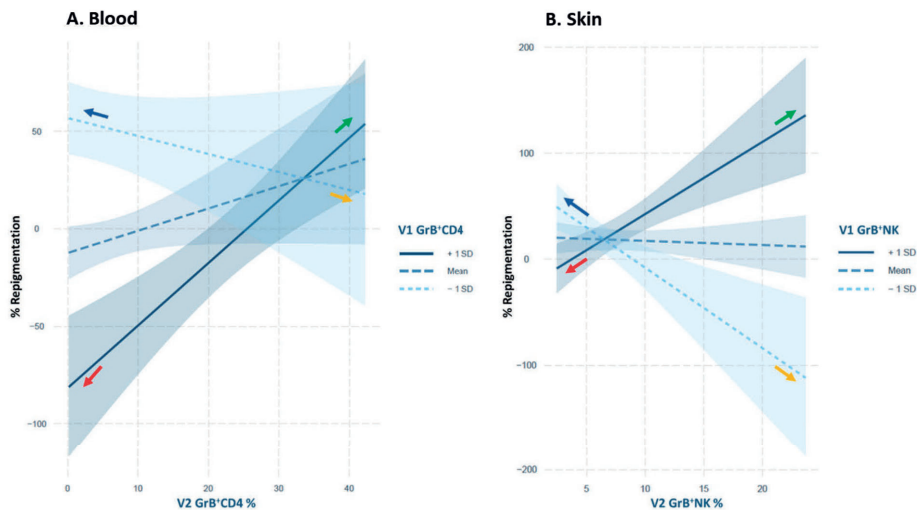 A. Blood
% Repigmentation
50
0
−50
−100
0 10 20 30 40
V2 GrB⁺CD4 %
V1 GrB⁺CD4
+ 1 SD
Mean
− 1 SD
B. Skin
% Repigmentation
200
100
0
−100
−200
5 10 15 20
V2 GrB⁺NK %
V1 GrB⁺NK
+ 1 SD
Mean
− 1 SD